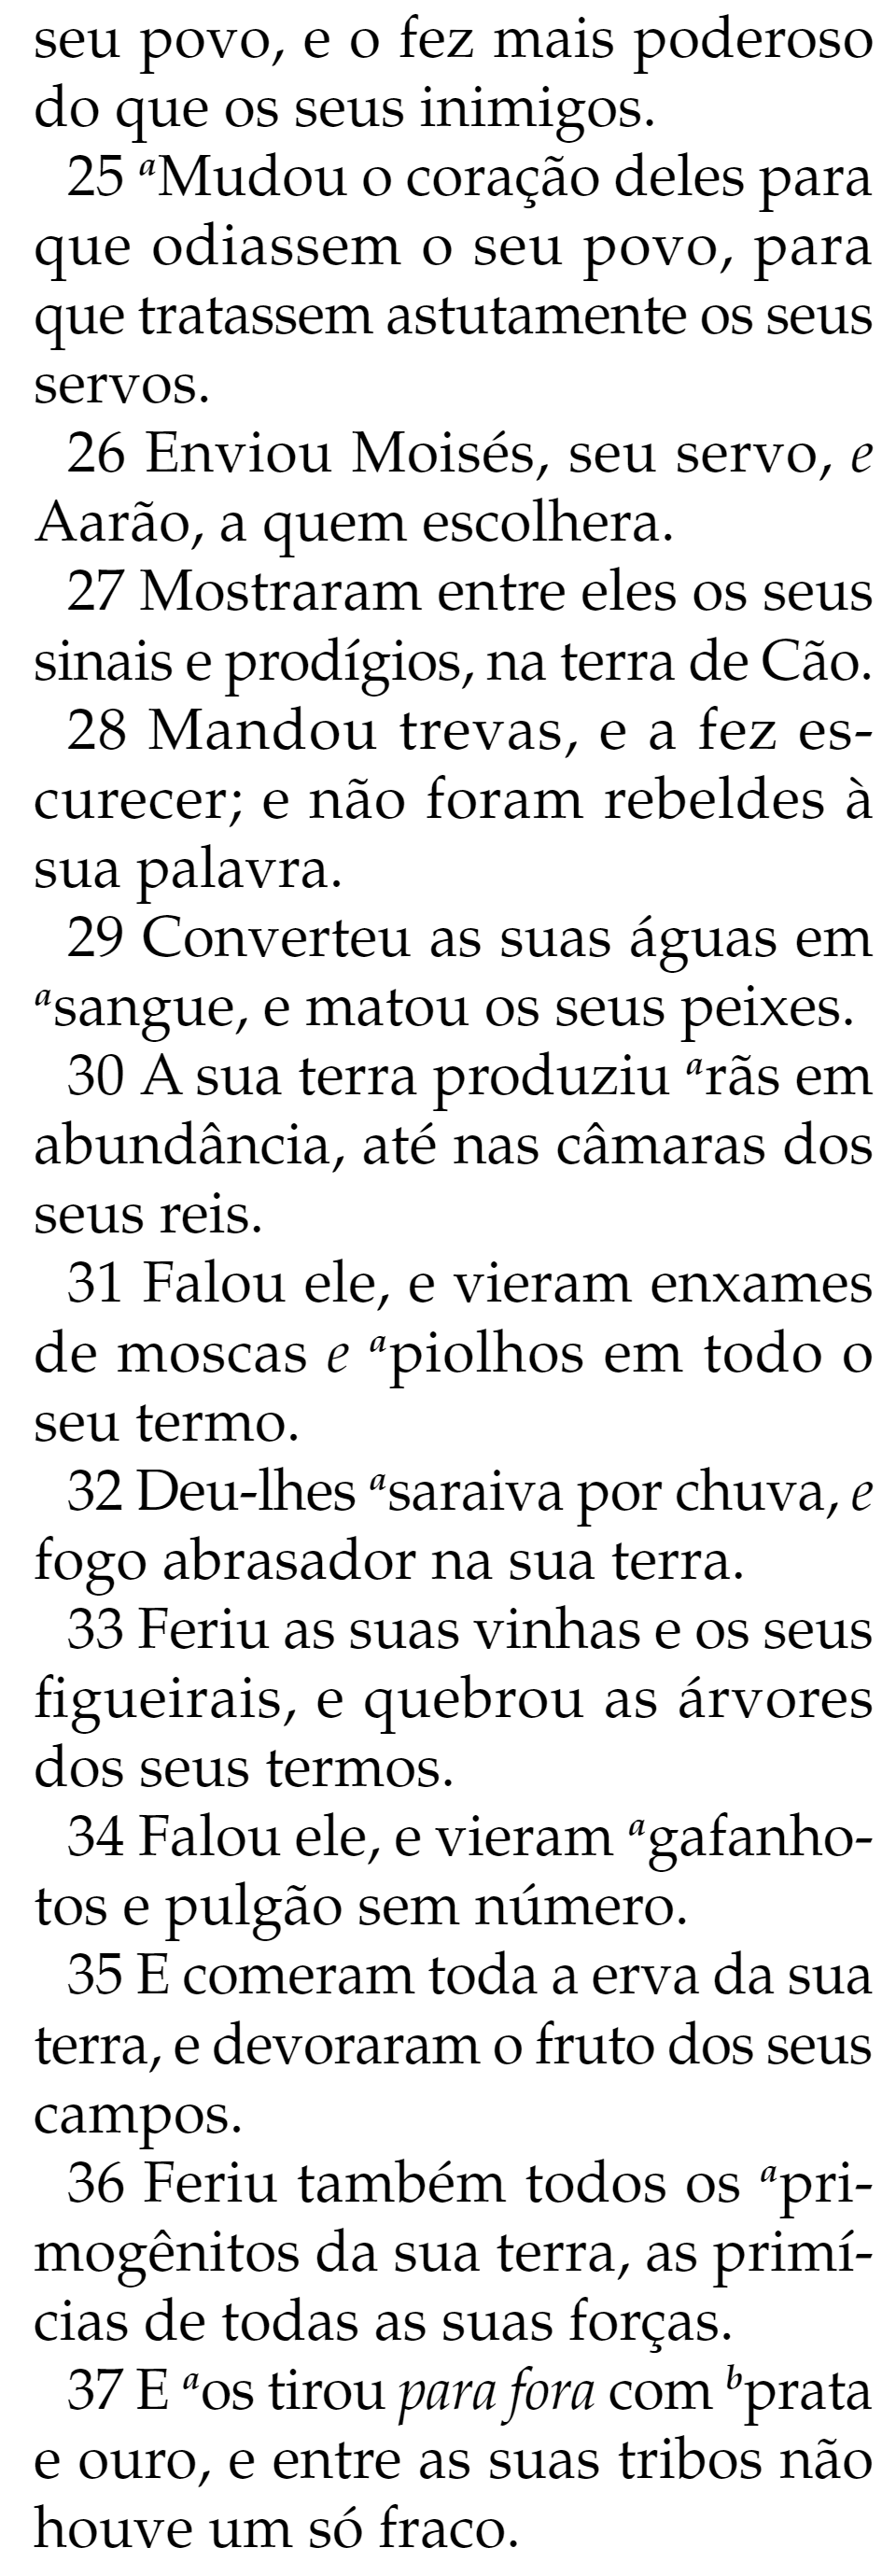 seu povo, e o fez mais poderoso
do que os seus inimigos.
25 aMudou o coração deles para
que odiassem o seu povo, para
que tratassem astutamente os seus
servos.
26 Enviou Moisés, seu servo, e
Aarão, a quem escolhera.
27 Mostraram entre eles os seus
sinais e prodígios, na terra de Cão.
28 Mandou trevas, e a fez es-
curecer; e não foram rebeldes à
sua palavra.
29 Converteu as suas águas em
asangue, e matou os seus peixes.
30 A sua terra produziu arãs em
abundância, até nas câmaras dos
seus reis.
31 Falou ele, e vieram enxames
de moscas e apiolhos em todo o
seu termo.
32 Deu-lhes asaraiva por chuva, e
fogo abrasador na sua terra.
33 Feriu as suas vinhas e os seus
figueirais, e quebrou as árvores
dos seus termos.
34 Falou ele, e vieram agafanho-
tos e pulgão sem número.
35 E comeram toda a erva da sua
terra, e devoraram o fruto dos seus
campos.
36 Feriu também todos os apri-
mogênitos da sua terra, as primí-
cias de todas as suas forças.
37 E aos tirou para fora com bprata
e ouro, e entre as suas tribos não
houve um só fraco.